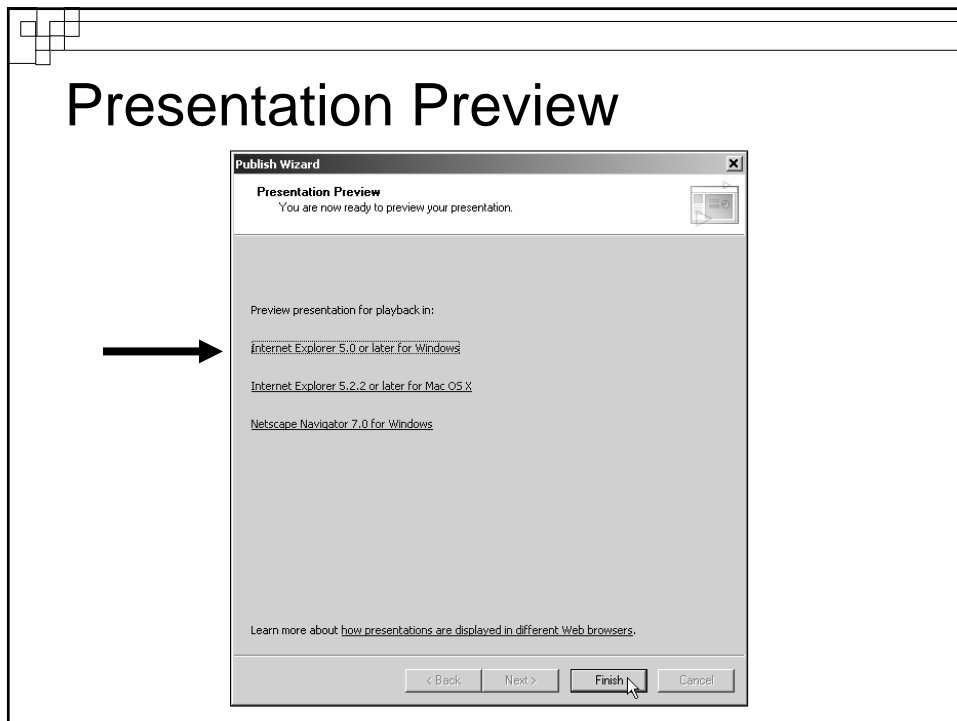 Presentation Preview
Publish Wizard
Presentation Preview
You are now ready to preview your presentation.
Preview presentation for playback in:
Internet Explorer 5.0 or later for Windows
Internet Explorer 5.2.2 or later for Mac OS X
Netscape Navigator 7.0 for Windows
Learn more about how presentations are displayed in different Web browsers.
< Back Next > Finish Cancel